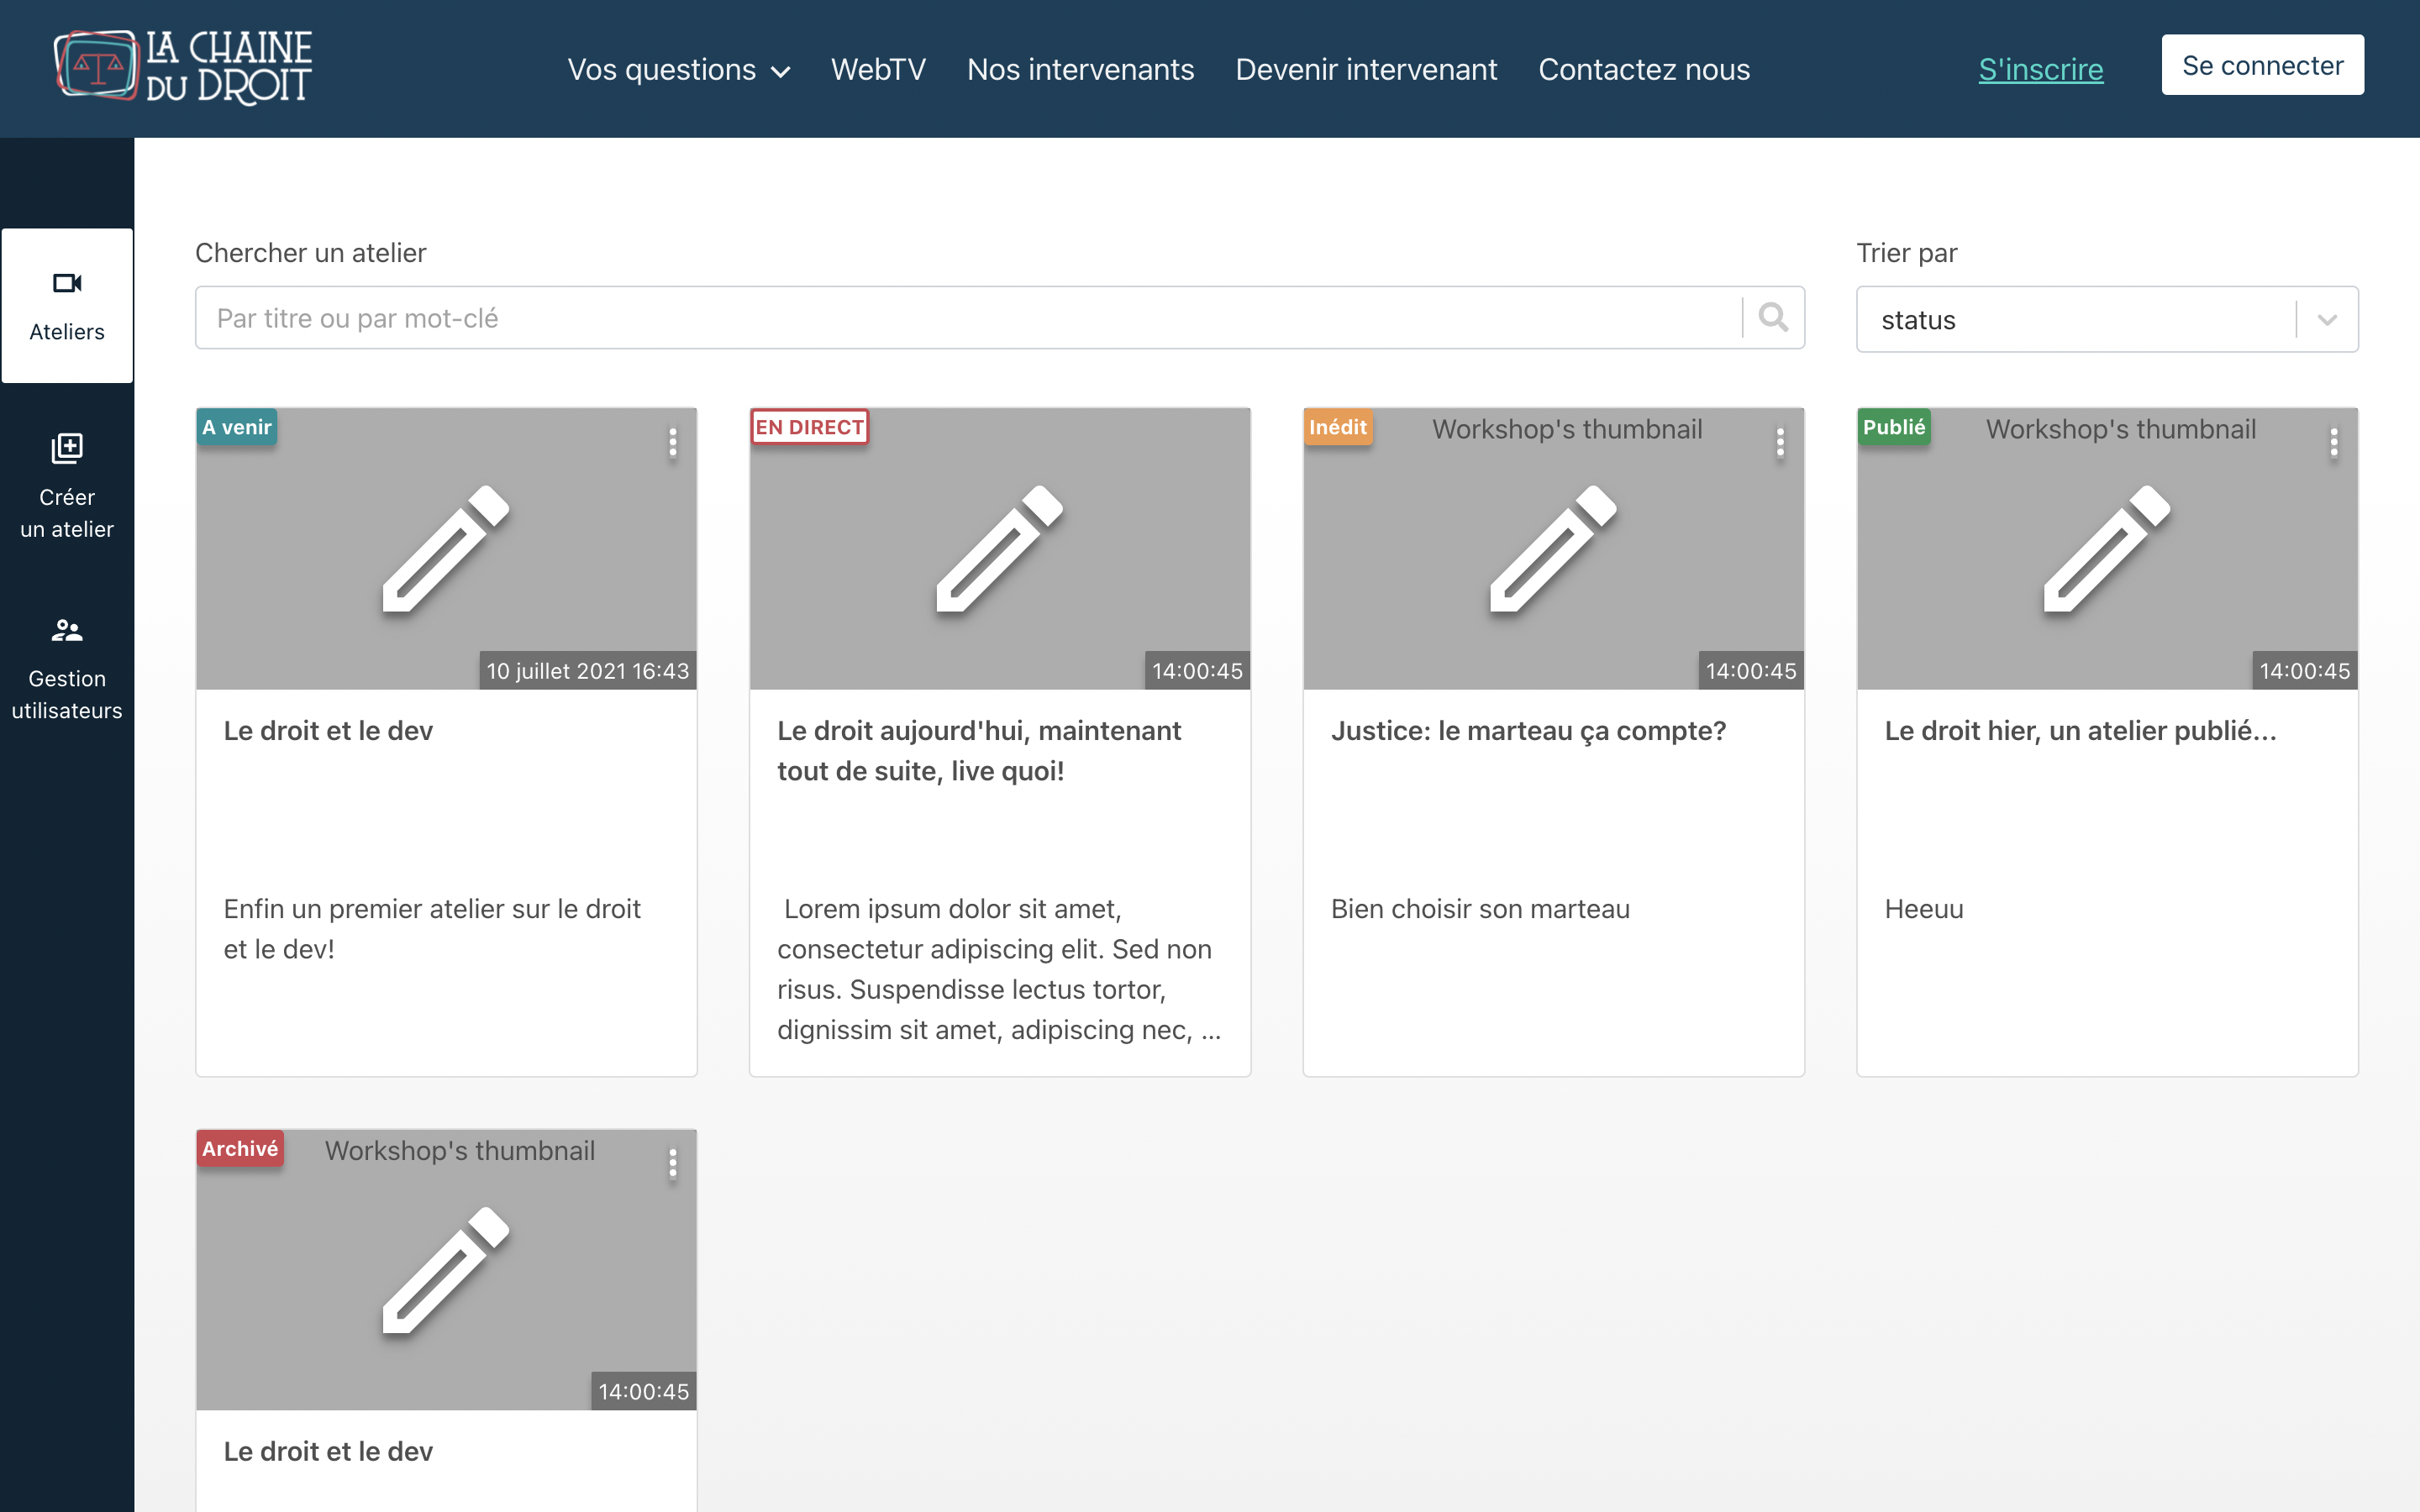 LA CHAINE
DU DROIT
Vos questions
WebTV
Nos intervenants
Devenir intervenant
Contactez nous
S'inscrire
Se connecter
Ateliers
Créer
un atelier
Gestion
utilisateurs
Chercher un atelier
Par titre ou par mot-clé
Trier par
status
A venir
10 juillet 2021 16:43
Le droit et le dev
Enfin un premier atelier sur le droit
et le dev!
EN DIRECT
14:00:45
Le droit aujourd'hui, maintenant
tout de suite, live quoi!
Lorem ipsum dolor sit amet,
consectetur adipiscing elit. Sed non
risus. Suspendisse lectus tortor,
dignissim sit amet, adipiscing nec, ...
Inédit
Workshop's thumbnail
14:00:45
Justice: le marteau ça compte?
Bien choisir son marteau
Publié
Workshop's thumbnail
14:00:45
Le droit hier, un atelier publié...
Heeuu
Archivé
Workshop's thumbnail
14:00:45
Le droit et le dev